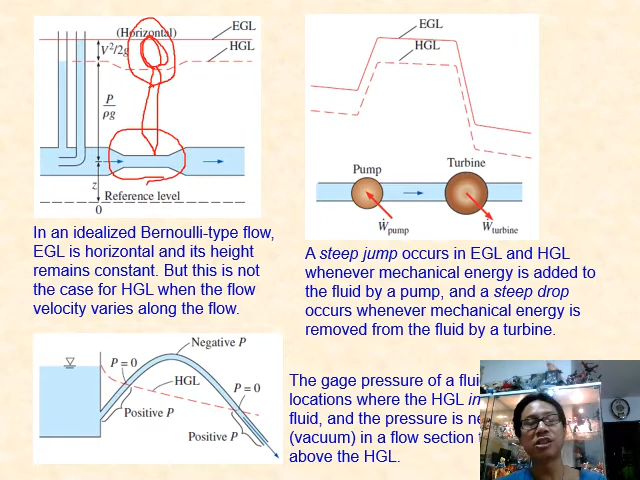 (Horizontal)
EGL
HGL
V²/2g
P
ρg
z
0
Reference level
In an idealized Bernoulli-type flow,
EGL is horizontal and its height
remains constant. But this is not
the case for HGL when the flow
velocity varies along the flow.
EGL
HGL
Pump
Turbine
Ẇpump
Ẇturbine
A steep jump occurs in EGL and HGL
whenever mechanical energy is added to
the fluid by a pump, and a steep drop
occurs whenever mechanical energy is
removed from the fluid by a turbine.
Negative P
P = 0
HGL
P = 0
Positive P
Positive P
The gage pressure of a
locations where the HGL
fluid, and the pressure is
(vacuum) in a flow section
above the HGL.